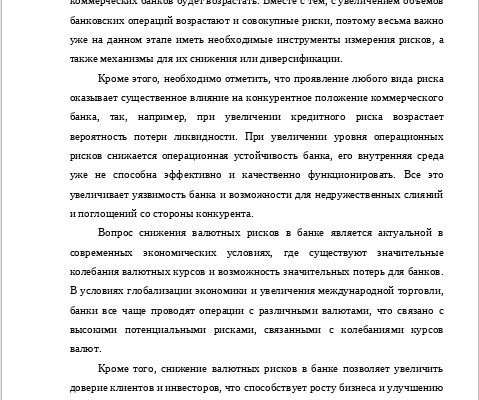 коммерческих банков будет возрастать. Вместе с тем, с увеличением объемов
банковских операций возрастают и совокупные риски, поэтому весьма важно
уже на данном этапе иметь необходимые инструменты измерения рисков, а
также механизмы для их снижения или диверсификации.
Кроме этого, необходимо отметить, что проявление любого вида риска
оказывает существенное влияние на конкурентное положение коммерческого
банка, так, например, при увеличении кредитного риска возрастает
вероятность потери ликвидности. При увеличении уровня операционных
рисков снижается операционная устойчивость банка, его внутренняя среда
уже не способна эффективно и качественно функционировать. Все это
увеличивает уязвимость банка и возможности для недружественных слияний
и поглощений со стороны конкурента.
Вопрос снижения валютных рисков в банке является актуальной в
современных экономических условиях, где существуют значительные
колебания валютных курсов и возможность значительных потерь для банков.
В условиях глобализации экономики и увеличения международной торговли,
банки все чаще проводят операции с различными валютами, что связано с
высокими потенциальными рисками, связанными с колебаниями курсов
валют.
Кроме того, снижение валютных рисков в банке позволяет увеличить
доверие клиентов и инвесторов, что способствует росту бизнеса и улучшению